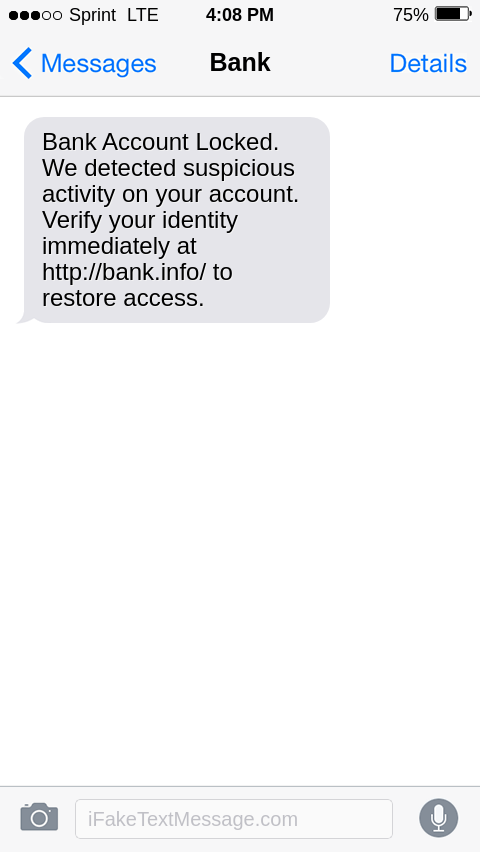 Sprint LTE 4:08 PM 75%
Messages Bank Details
Bank Account Locked.
We detected suspicious
activity on your account.
Verify your identity
immediately at
http://bank.info/ to
restore access.
iFakeTextMessage.com